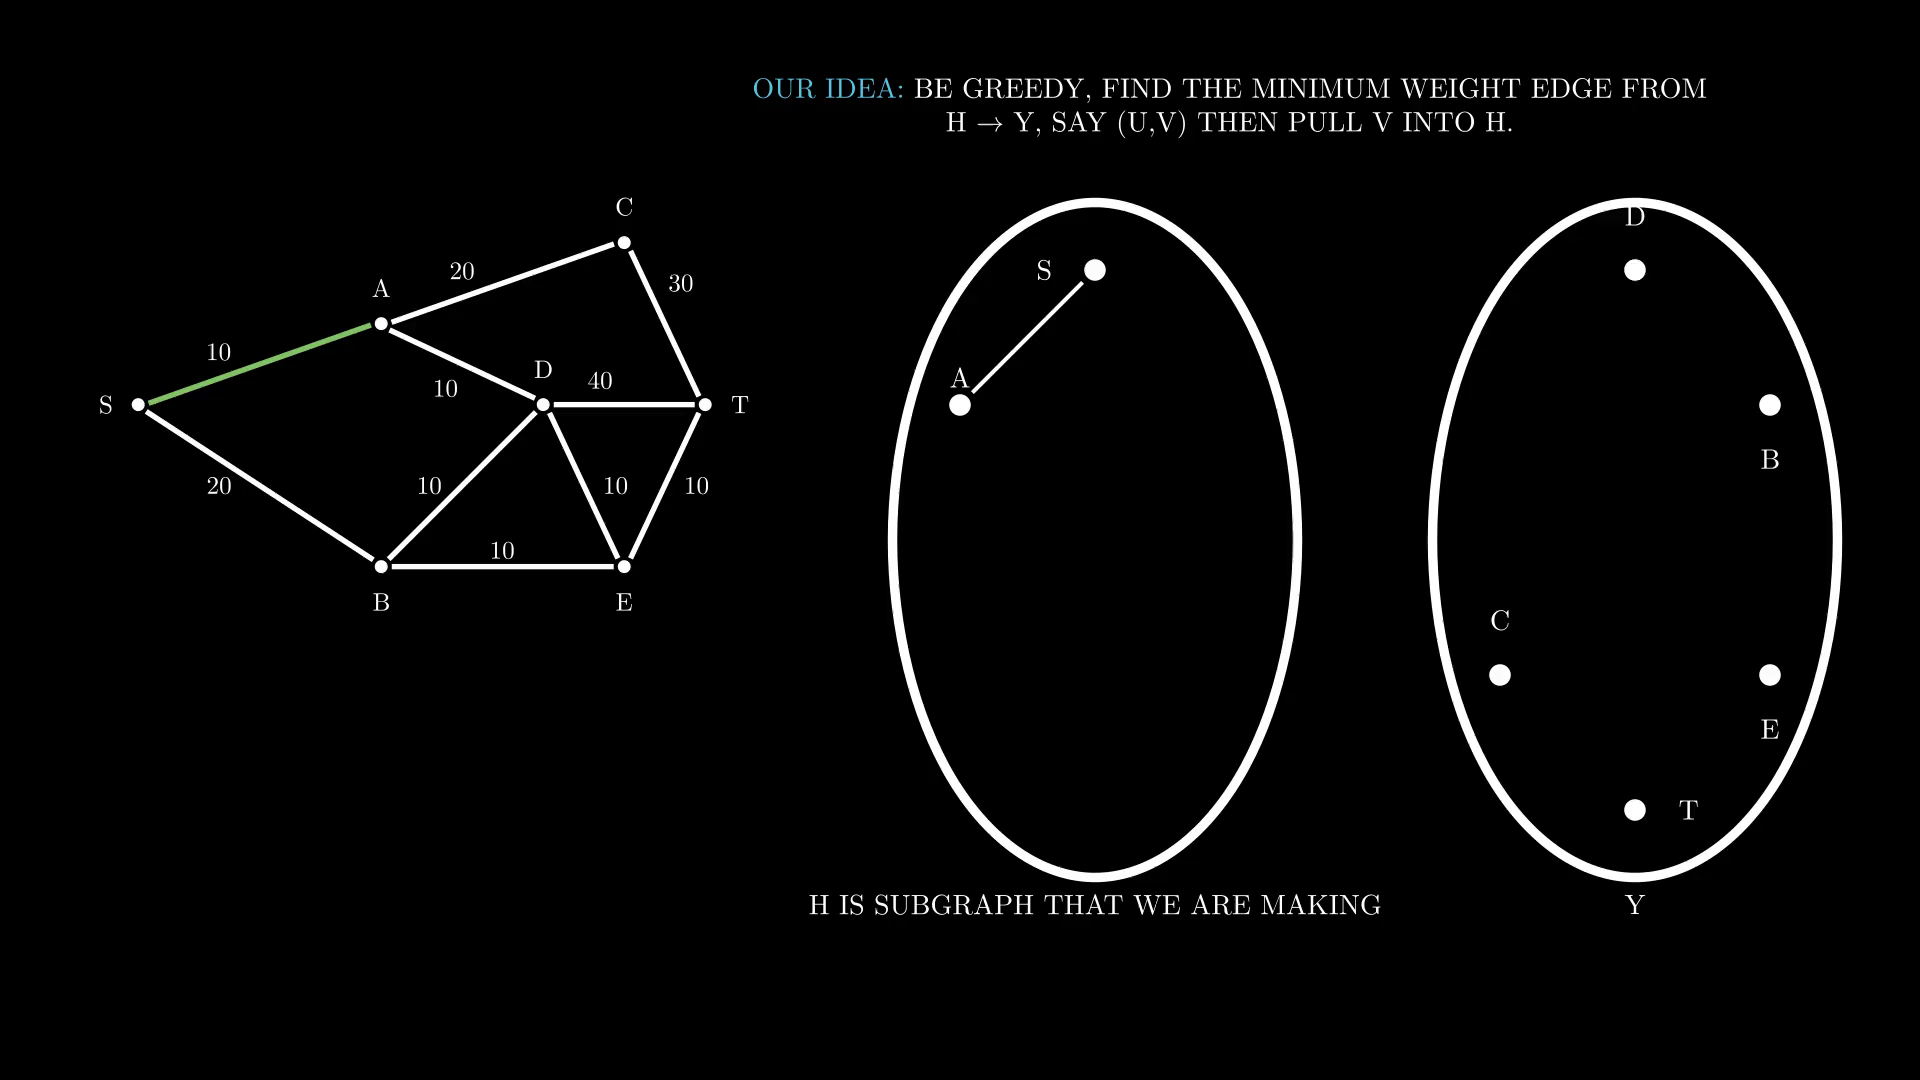 OUR IDEA: BE GREEDY, FIND THE MINIMUM WEIGHT EDGE FROM
H → Y, SAY (U,V) THEN PULL V INTO H.
C
20
30
A
10
D
40
10
S
T
20
10
10
10
10
B
E
S
A
H IS SUBGRAPH THAT WE ARE MAKING
D
B
C
E
T
Y